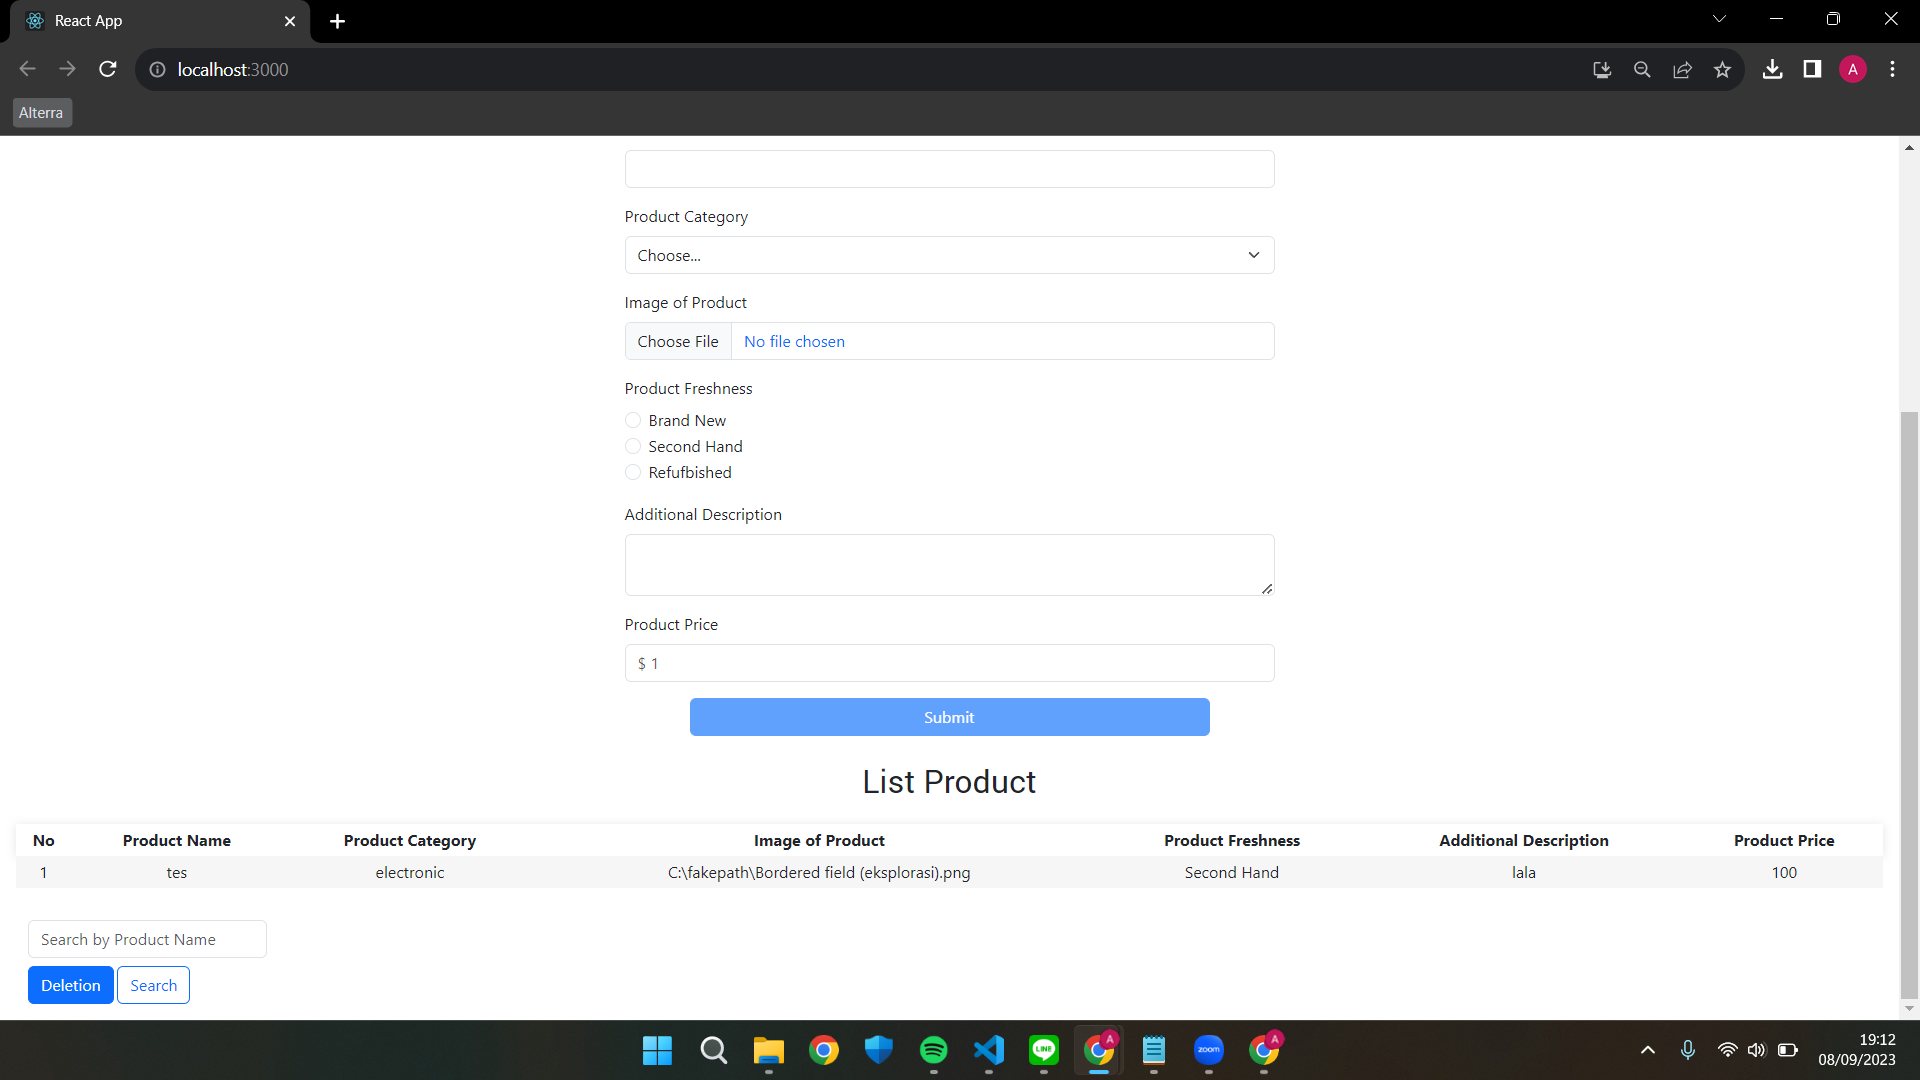 React App
localhost:3000
A
Alterra
Product Category
Choose...
Image of Product
Choose File No file chosen
Product Freshness
Brand New
Second Hand
Refufbished
Additional Description
Product Price
$ 1
Submit
List Product
No Product Name Product Category Image of Product Product Freshness Additional Description Product Price
1 tes electronic C:\fakepath\Bordered field (eksplorasi).png Second Hand lala 100
Search by Product Name
Deletion Search
LINE A zoom A
19:12
08/09/2023